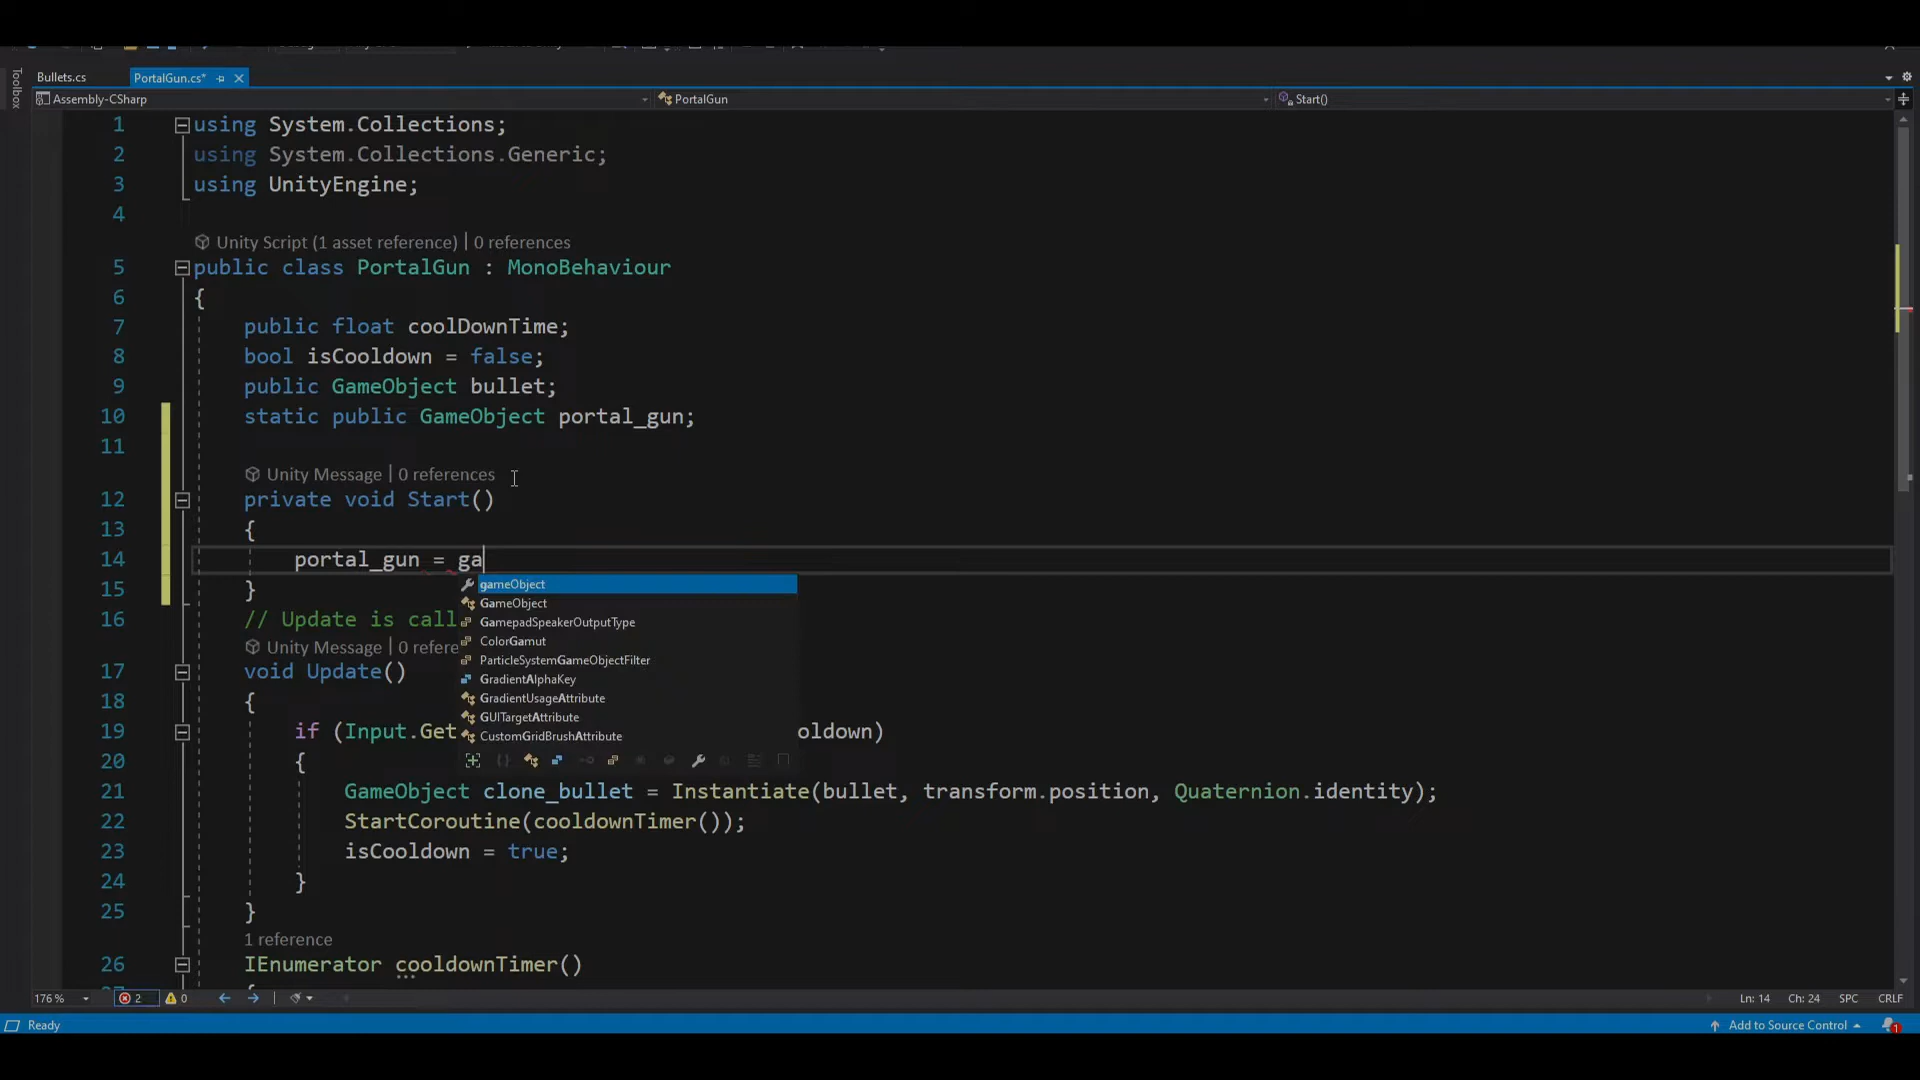 Bullets.cs PortalGun.cs*
Toolbox
Assembly-CSharp PortalGun Start()
1 using System.Collections;
2 using System.Collections.Generic;
3 using UnityEngine;
4
Unity Script (1 asset reference) | 0 references
5 public class PortalGun : MonoBehaviour
6 {
7 public float coolDownTime;
8 bool isCooldown = false;
9 public GameObject bullet;
10 static public GameObject portal_gun;
11
Unity Message | 0 references
12 private void Start()
13 {
14 portal_gun = ga
gameObject
15 }
GameObject
16 // Update is call
GamepadSpeakerOutputType
ColorGamut
Unity Message | 0 refere
ParticleSystemGameObjectFilter
17 void Update()
GradientAlphaKey
18 {
GradientUsageAttribute
GUITargetAttribute
19 if (Input.Get oldown)
CustomGridBrushAttribute
20 {
21 GameObject clone_bullet = Instantiate(bullet, transform.position, Quaternion.identity);
22 StartCoroutine(cooldownTimer());
23 isCooldown = true;
24 }
25 }
1 reference
26 IEnumerator cooldownTimer()
{
176 % 2 0 Ln: 14 Ch: 24 SPC CRLF
Ready Add to Source Control 1